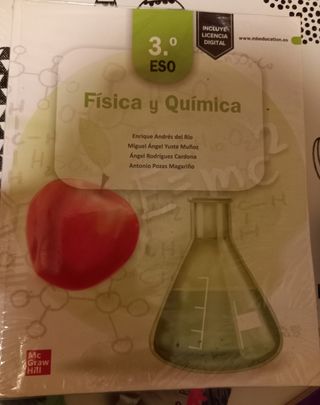 INCLUYE
LICENCIA
DIGITAL
www.mheducation.es
3.º
ESO
Física y Química
Enrique Andrés del Río
Miguel Ángel Yuste Muñoz
Ángel Rodríguez Cardona
Antonio Pozas Magariño
Mc
Graw
Hill